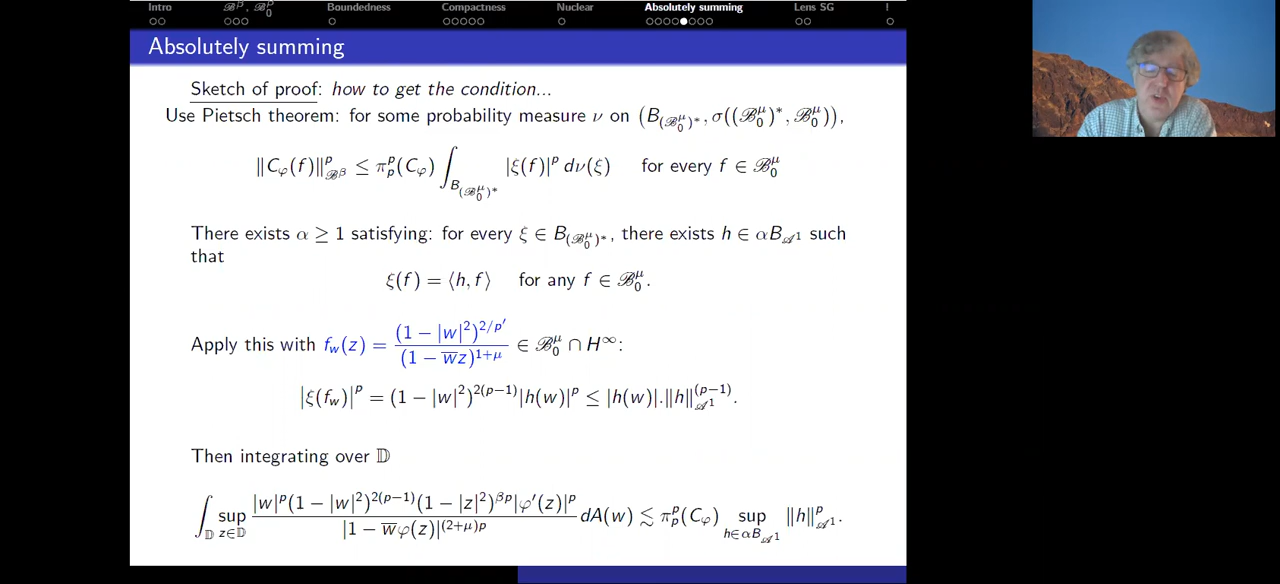 Intro ℬ^β, ℬ_0^β Boundedness Compactness Nuclear Absolutely summing Lens SG !
Absolutely summing
Sketch of proof: how to get the condition...
Use Pietsch theorem: for some probability measure ν on (B_{(ℬ_0^μ)^*}, σ((ℬ_0^μ)^*, ℬ_0^μ)),
‖C_φ(f)‖_{ℬ^β}^p ≤ π_p^p(C_φ) ∫_{B_{(ℬ_0^μ)^*}} |ξ(f)|^p dν(ξ) for every f ∈ ℬ_0^μ
There exists α ≥ 1 satisfying: for every ξ ∈ B_{(ℬ_0^μ)^*}, there exists h ∈ αB_{𝒜^1} such
that
ξ(f) = ⟨h, f⟩ for any f ∈ ℬ_0^μ.
Apply this with f_w(z) = (1 − |w|^2)^{2/p′} / (1 − w̅z)^{1+μ} ∈ ℬ_0^μ ∩ H^∞:
|ξ(f_w)|^p = (1 − |w|^2)^{2(p−1)}|h(w)|^p ≤ |h(w)|.‖h‖_{𝒜^1}^{(p−1)}.
Then integrating over 𝔻
∫_𝔻 sup_{z∈𝔻} |w|^p(1 − |w|^2)^{2(p−1)}(1 − |z|^2)^{βp}|φ′(z)|^p / |1 − w̅φ(z)|^{(2+μ)p} dA(w) ≲ π_p^p(C_φ) sup_{h∈αB_{𝒜^1}} ‖h‖_{𝒜^1}^p.